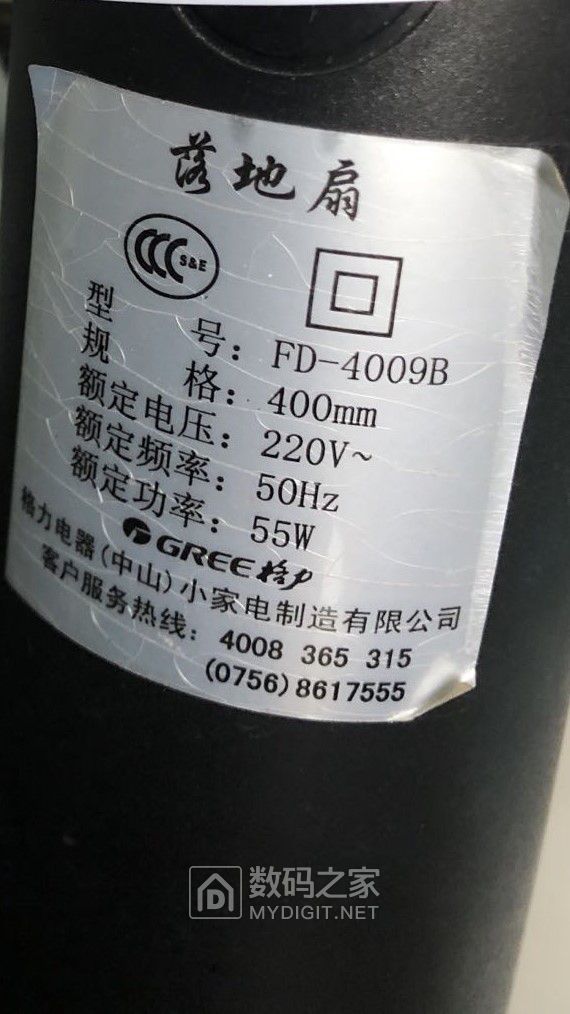 落地扇
CCC S&E
型号：FD-4009B
规格：400mm
额定电压：220V~
额定频率：50Hz
额定功率：55W
GREE格力
格力电器(中山)小家电制造有限公司
客户服务热线：4008 365 315
(0756)8617555
数码之家
MYDIGIT.NET